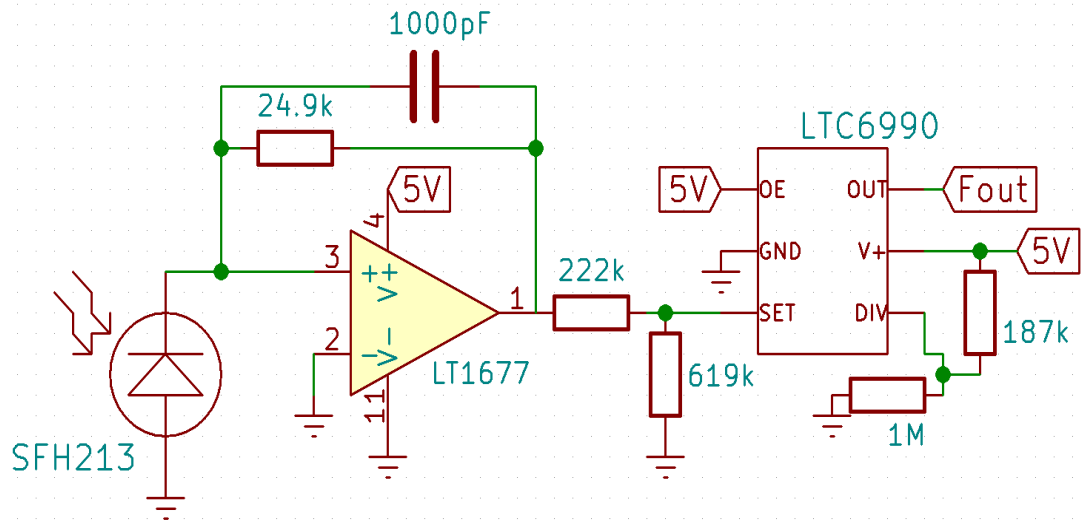 1000pF
24.9k
LTC6990
5V
4
5V
OE
OUT
Fout
3
+
V+
GND
V+
5V
222k
1
SET
DIV
187k
2
−
V−
LT1677
619k
11
1M
SFH213